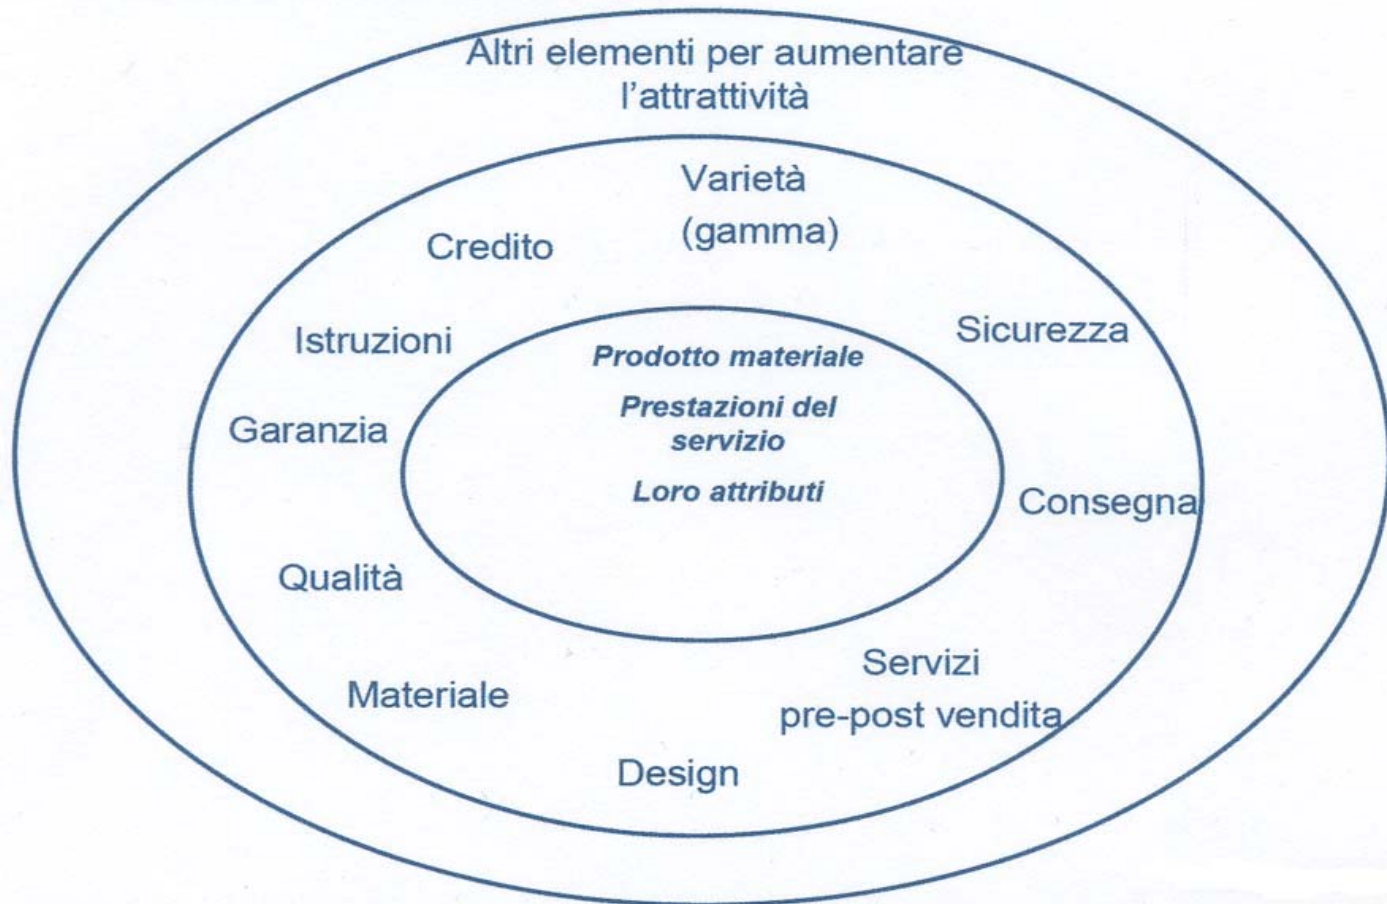 Altri elementi per aumentare
l'attrattività
Varietà
(gamma)
Credito
Sicurezza
Istruzioni
Prodotto materiale
Prestazioni del
servizio
Loro attributi
Garanzia
Consegna
Qualità
Servizi
pre-post vendita
Materiale
Design